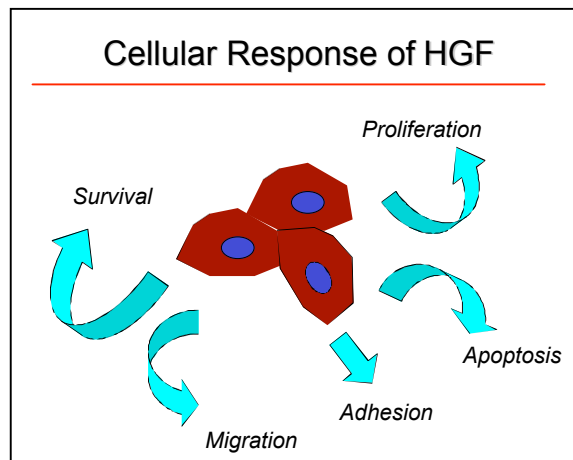 Cellular Response of HGF
Proliferation
Survival
Apoptosis
Adhesion
Migration